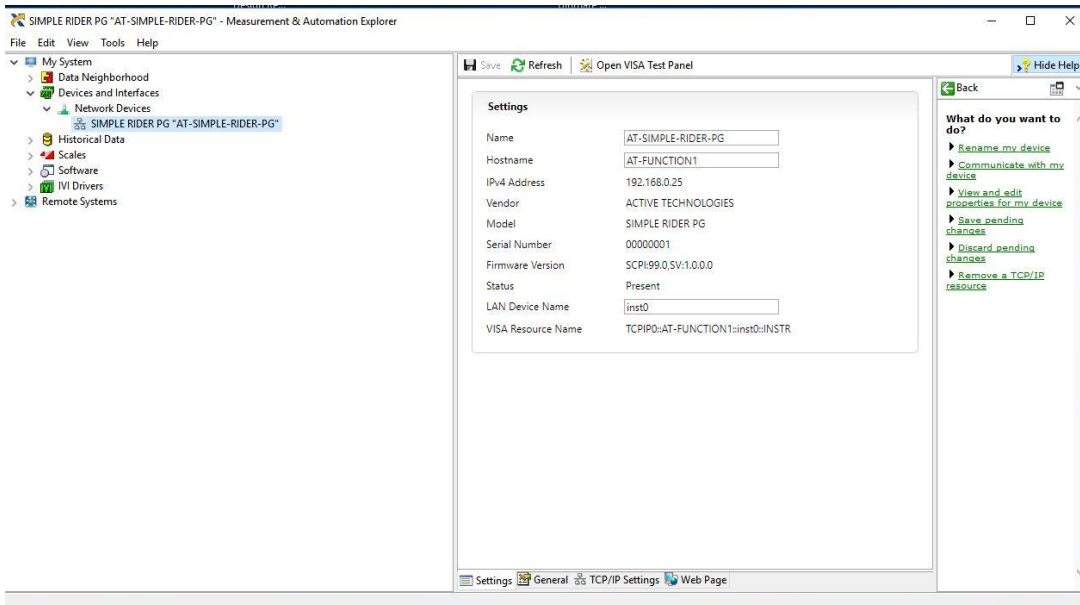 SIMPLE RIDER PG "AT-SIMPLE-RIDER-PG" - Measurement & Automation Explorer
File Edit View Tools Help
My System
Data Neighborhood
Devices and Interfaces
Network Devices
SIMPLE RIDER PG "AT-SIMPLE-RIDER-PG"
Historical Data
Scales
Software
IVI Drivers
Remote Systems
Save Refresh Open VISA Test Panel Hide Help
Settings
Name AT-SIMPLE-RIDER-PG
Hostname AT-FUNCTION1
IPv4 Address 192.168.0.25
Vendor ACTIVE TECHNOLOGIES
Model SIMPLE RIDER PG
Serial Number 00000001
Firmware Version SCPI:99.0,SV:1.0.0.0
Status Present
LAN Device Name inst0
VISA Resource Name TCPIP0::AT-FUNCTION1::inst0::INSTR
Back
What do you want to
do?
Rename my device
Communicate with my
device
View and edit
properties for my device
Save pending
changes
Discard pending
changes
Remove a TCP/IP
resource
Settings General TCP/IP Settings Web Page